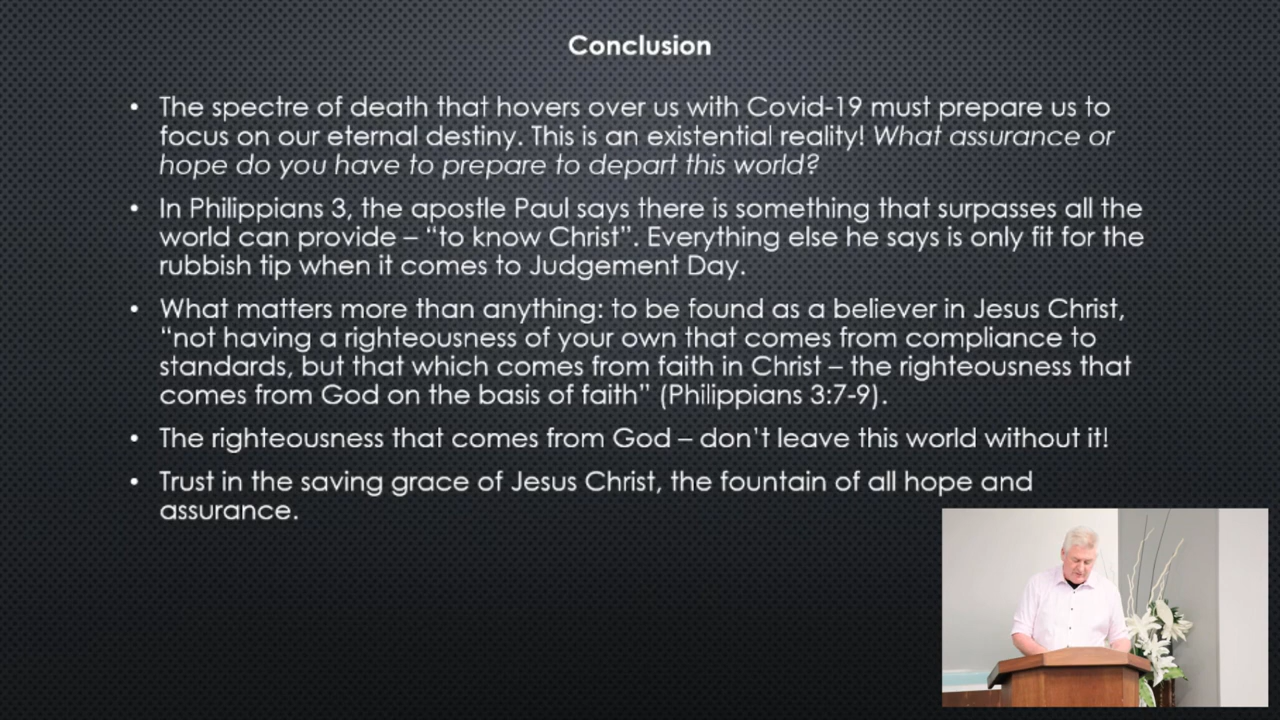 Conclusion
• The spectre of death that hovers over us with Covid-19 must prepare us to
focus on our eternal destiny. This is an existential reality! What assurance or
hope do you have to prepare to depart this world?
• In Philippians 3, the apostle Paul says there is something that surpasses all the
world can provide – “to know Christ”. Everything else he says is only fit for the
rubbish tip when it comes to Judgement Day.
• What matters more than anything: to be found as a believer in Jesus Christ,
“not having a righteousness of your own that comes from compliance to
standards, but that which comes from faith in Christ – the righteousness that
comes from God on the basis of faith” (Philippians 3:7-9).
• The righteousness that comes from God – don’t leave this world without it!
• Trust in the saving grace of Jesus Christ, the fountain of all hope and
assurance.